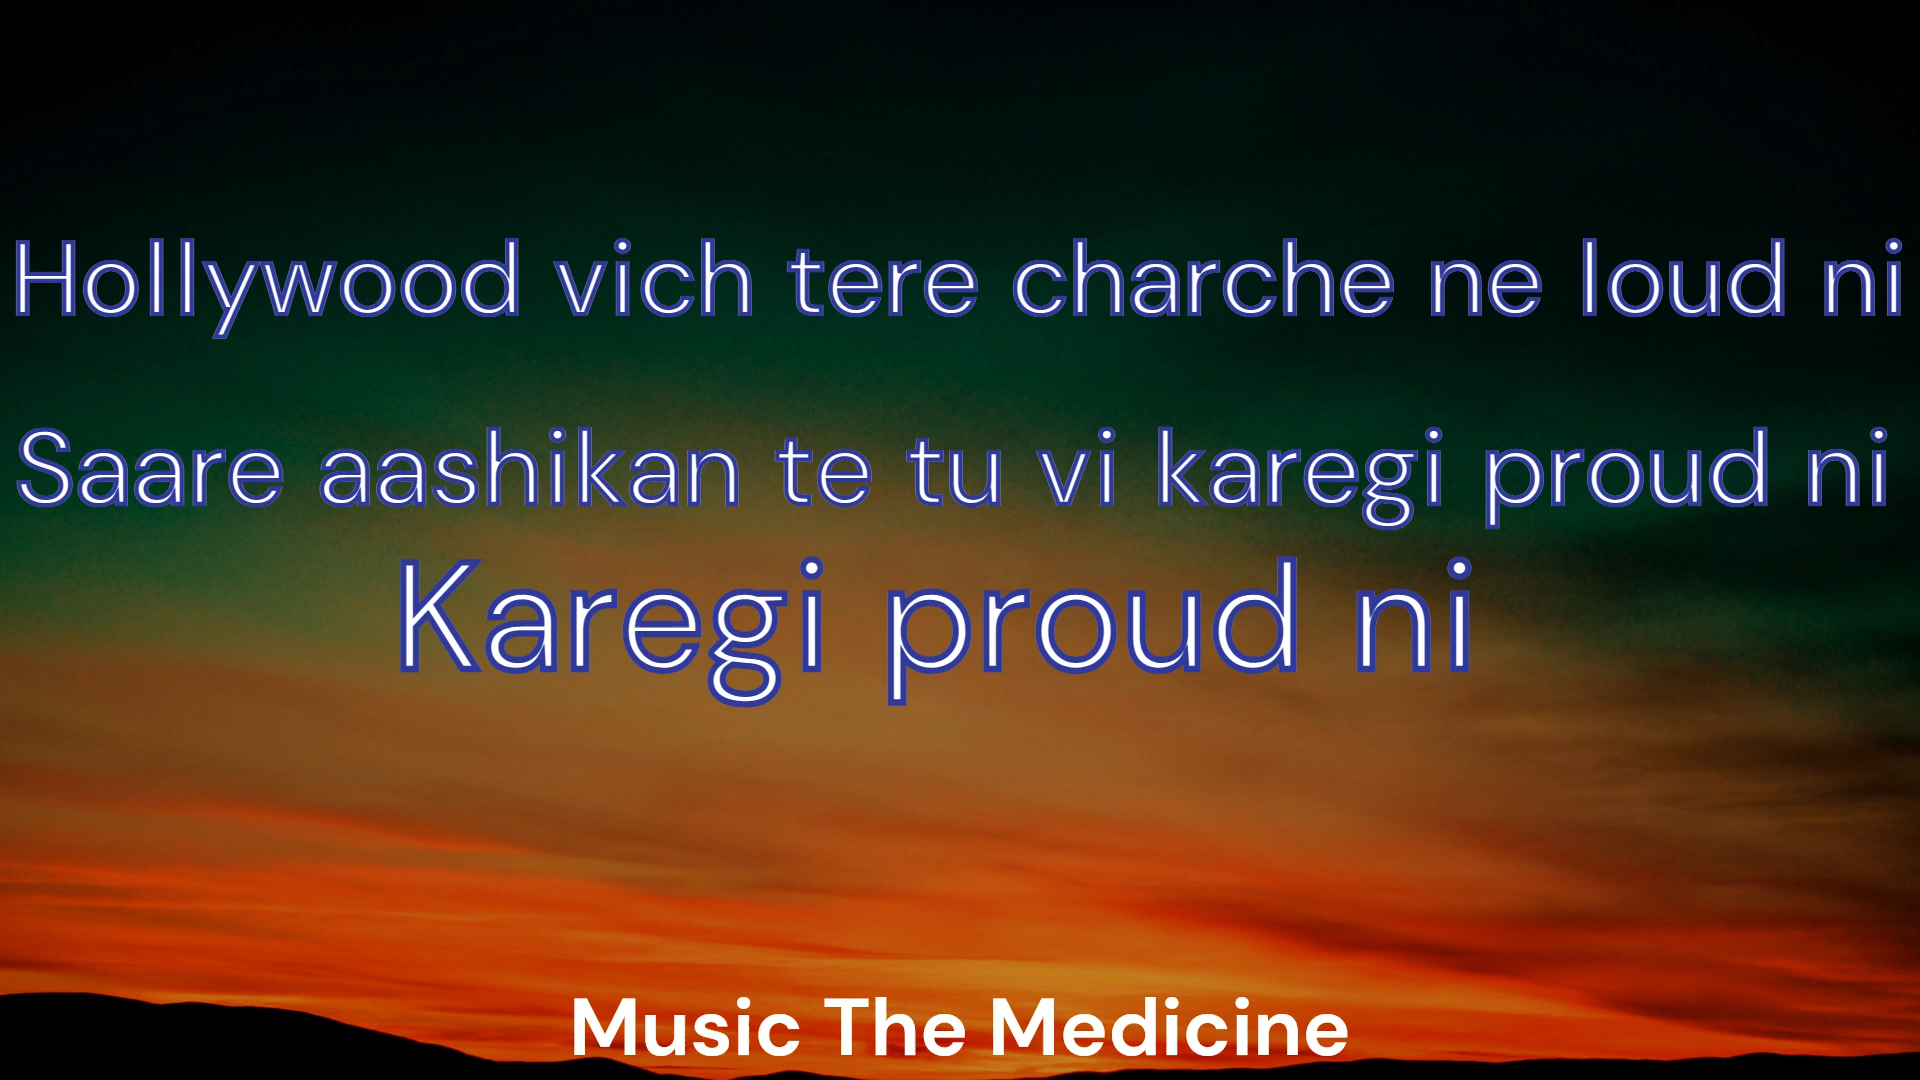 Hollywood vich tere charche ne loud ni
Saare aashikan te tu vi karegi proud ni
Karegi proud ni
Music The Medicine